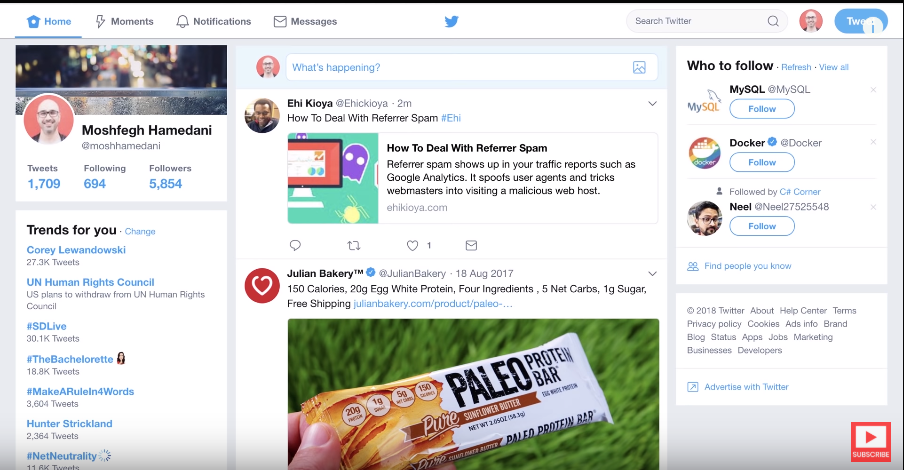 Home
Moments
Notifications
Messages
Search Twitter
Moshfegh Hamedani
@moshhamedani
Tweets Following Followers
1,709 694 5,854
Trends for you · Change
Corey Lewandowski
27.3K Tweets
UN Human Rights Council
US plans to withdraw from UN Human Rights
Council
#SDLive
30.1K Tweets
#TheBachelorette
18.8K Tweets
#MakeARuleIn4Words
3,604 Tweets
Hunter Strickland
2,364 Tweets
#NetNeutrality
11.6K Tweets
What's happening?
Ehi Kioya @Ehickioya · 2m
How To Deal With Referrer Spam #Ehi
How To Deal With Referrer Spam
Referrer spam shows up in your traffic reports such as
Google Analytics. It spoofs user agents and tricks
webmasters into visiting a malicious web host.
ehikioya.com
1
Julian Bakery™ @JulianBakery · 18 Aug 2017
150 Calories, 20g Egg White Protein, Four Ingredients , 5 Net Carbs, 1g Sugar,
Free Shipping julianbakery.com/product/paleo-…
20g
1g
5g
150
PALEO PROTEIN BAR™
EGG WHITE PROTEIN
Pure
SUNFLOWER BUTTER
NET WT 2.05OZ (58.3g)
PALEO PROTEIN BAR
Pure
SUNFLOWER BUTTER
Who to follow · Refresh · View all
MySQL @MySQL
MySQL
Follow
Docker @Docker
docker
Follow
Followed by C# Corner
Neel @Neel27525548
Follow
Find people you know
© 2018 Twitter About Help Center Terms
Privacy policy Cookies Ads info Brand
Blog Status Apps Jobs Marketing
Businesses Developers
Advertise with Twitter
SUBSCRIBE